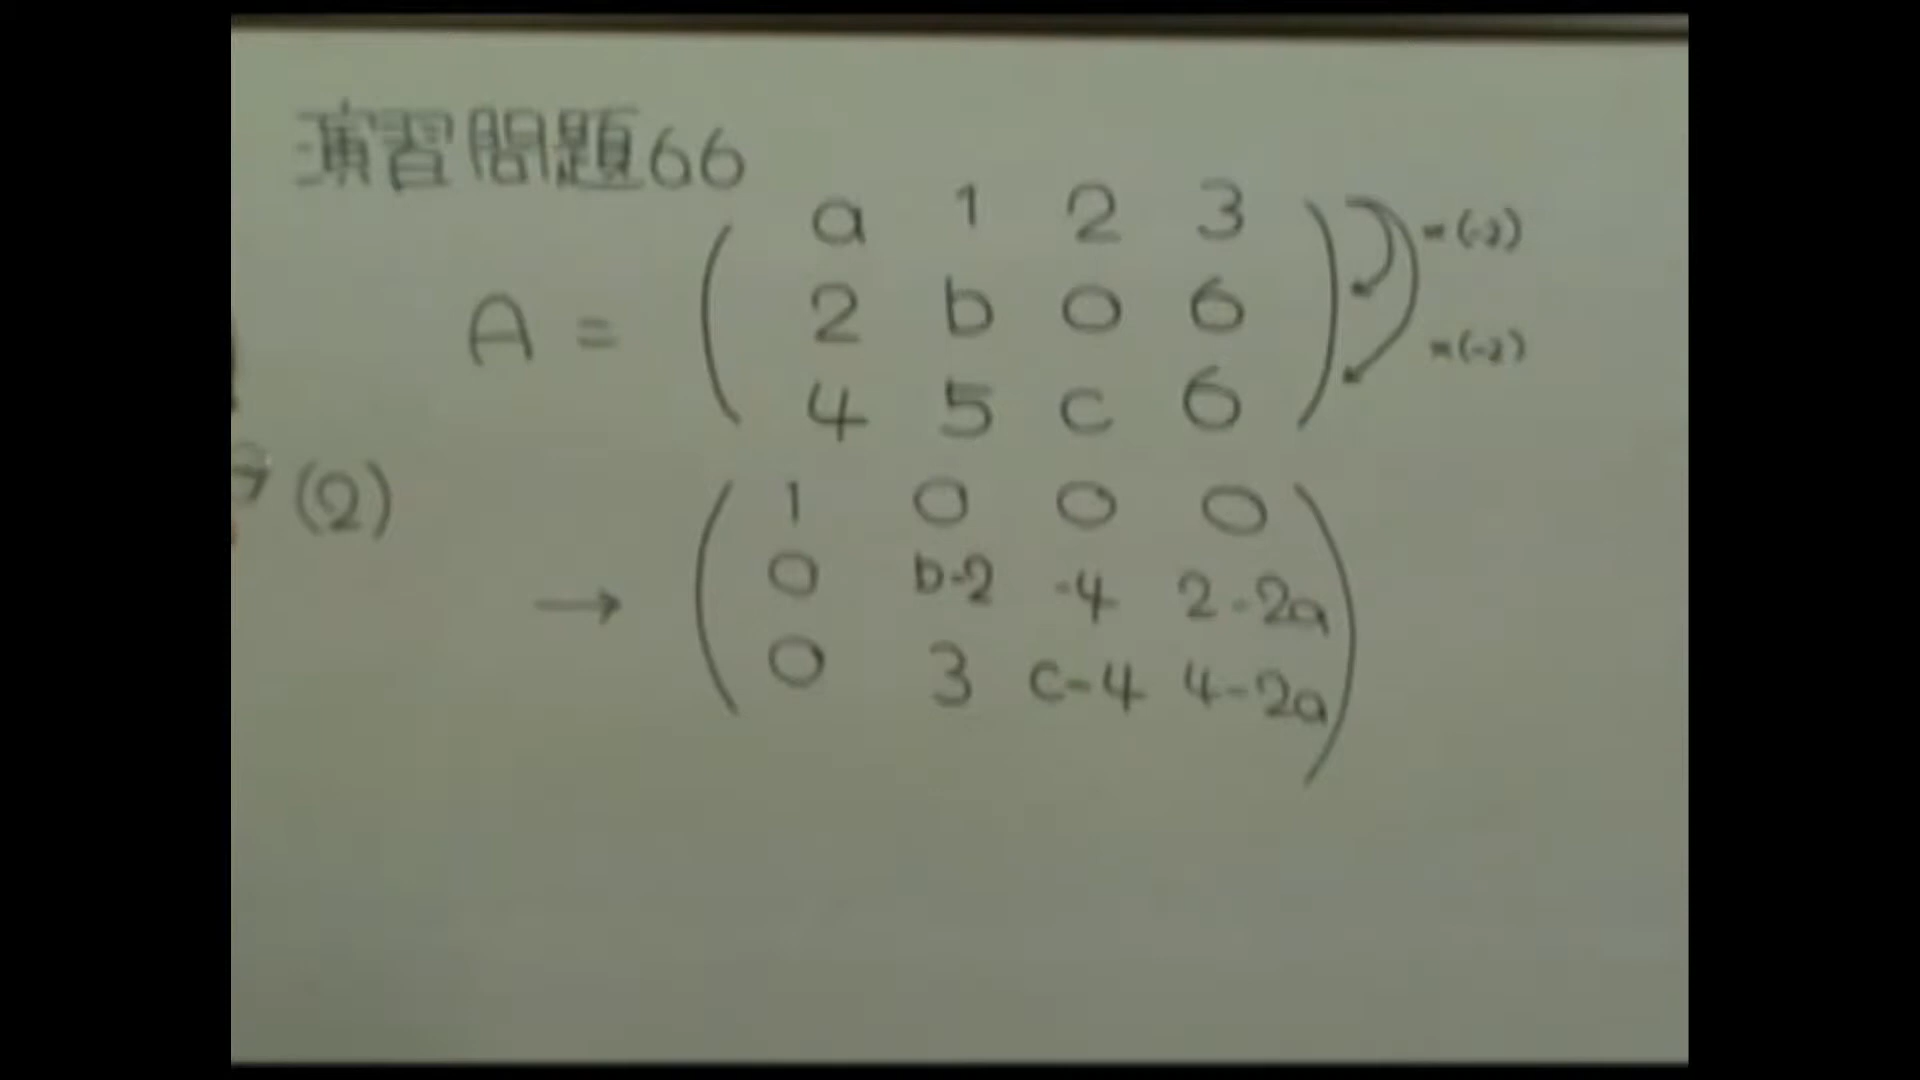 演習問題66
a 1 2 3 ×(-2)
A = ( 2 b 0 6 )
4 5 c 6 ×(-2)
(2) ( 1 0 0 0 )
→ 0 b-2 -4 2-2a
0 3 c-4 4-2a